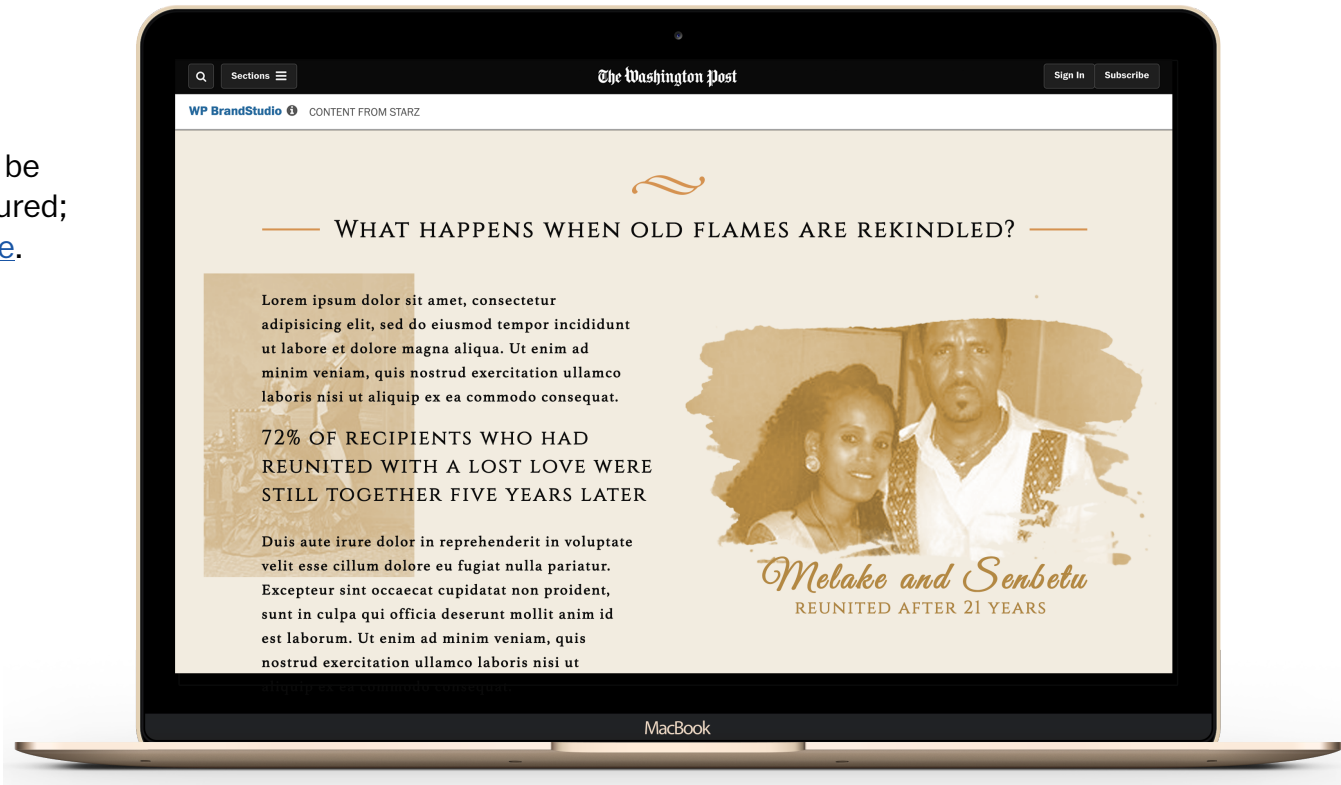 be
ured;
e.
Sections
The Washington Post
Sign In
Subscribe
WP BrandStudio
CONTENT FROM STARZ
WHAT HAPPENS WHEN OLD FLAMES ARE REKINDLED?
Lorem ipsum dolor sit amet, consectetur
adipisicing elit, sed do eiusmod tempor incididunt
ut labore et dolore magna aliqua. Ut enim ad
minim veniam, quis nostrud exercitation ullamco
laboris nisi ut aliquip ex ea commodo consequat.
72% OF RECIPIENTS WHO HAD
REUNITED WITH A LOST LOVE WERE
STILL TOGETHER FIVE YEARS LATER
Duis aute irure dolor in reprehenderit in voluptate
velit esse cillum dolore eu fugiat nulla pariatur.
Excepteur sint occaecat cupidatat non proident,
sunt in culpa qui officia deserunt mollit anim id
est laborum. Ut enim ad minim veniam, quis
nostrud exercitation ullamco laboris nisi ut
aliquip ex ea commodo consequat.
Melake and Senbetu
REUNITED AFTER 21 YEARS
MacBook